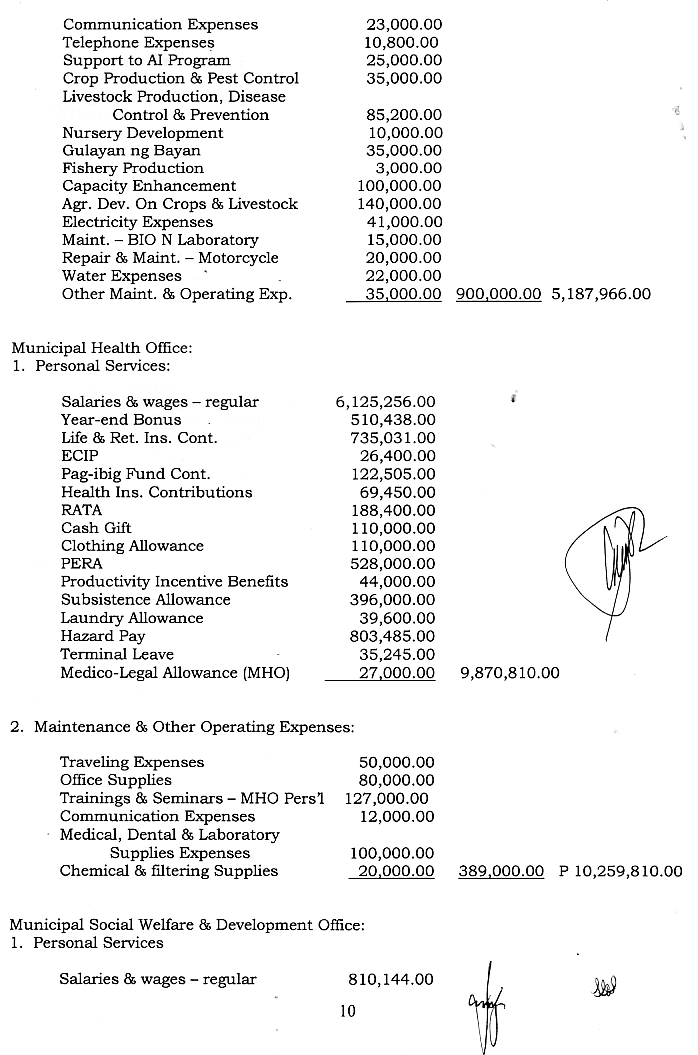 Communication Expenses 23,000.00
Telephone Expenses 10,800.00
Support to AI Program 25,000.00
Crop Production & Pest Control 35,000.00
Livestock Production, Disease
Control & Prevention 85,200.00
Nursery Development 10,000.00
Gulayan ng Bayan 35,000.00
Fishery Production 3,000.00
Capacity Enhancement 100,000.00
Agr. Dev. On Crops & Livestock 140,000.00
Electricity Expenses 41,000.00
Maint. – BIO N Laboratory 15,000.00
Repair & Maint. – Motorcycle 20,000.00
Water Expenses 22,000.00
Other Maint. & Operating Exp. 35,000.00 900,000.00 5,187,966.00
Municipal Health Office:
1. Personal Services:
Salaries & wages – regular 6,125,256.00
Year-end Bonus 510,438.00
Life & Ret. Ins. Cont. 735,031.00
ECIP 26,400.00
Pag-ibig Fund Cont. 122,505.00
Health Ins. Contributions 69,450.00
RATA 188,400.00
Cash Gift 110,000.00
Clothing Allowance 110,000.00
PERA 528,000.00
Productivity Incentive Benefits 44,000.00
Subsistence Allowance 396,000.00
Laundry Allowance 39,600.00
Hazard Pay 803,485.00
Terminal Leave 35,245.00
Medico-Legal Allowance (MHO) 27,000.00 9,870,810.00
2. Maintenance & Other Operating Expenses:
Traveling Expenses 50,000.00
Office Supplies 80,000.00
Trainings & Seminars – MHO Pers'l 127,000.00
Communication Expenses 12,000.00
Medical, Dental & Laboratory
Supplies Expenses 100,000.00
Chemical & filtering Supplies 20,000.00 389,000.00 P 10,259,810.00
Municipal Social Welfare & Development Office:
1. Personal Services
Salaries & wages – regular 810,144.00
10